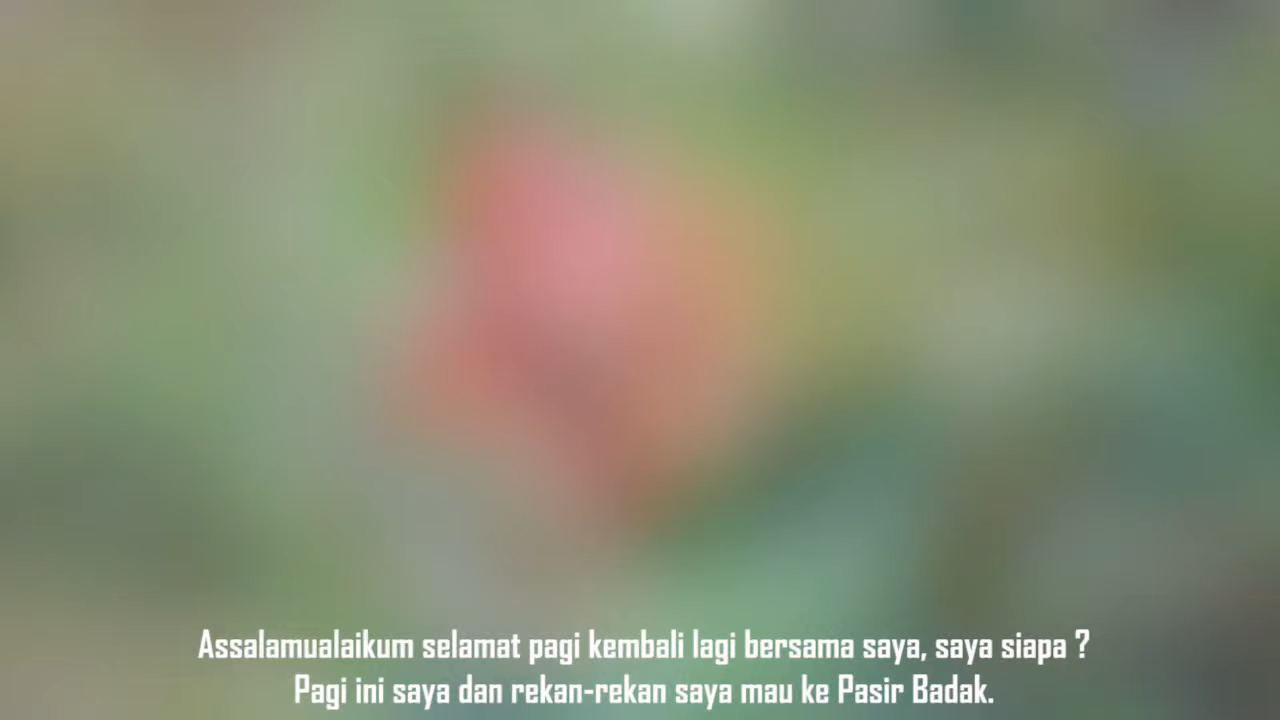 Assalamualaikum selamat pagi kembali lagi bersama saya, saya siapa ?
Pagi ini saya dan rekan-rekan saya mau ke Pasir Badak.